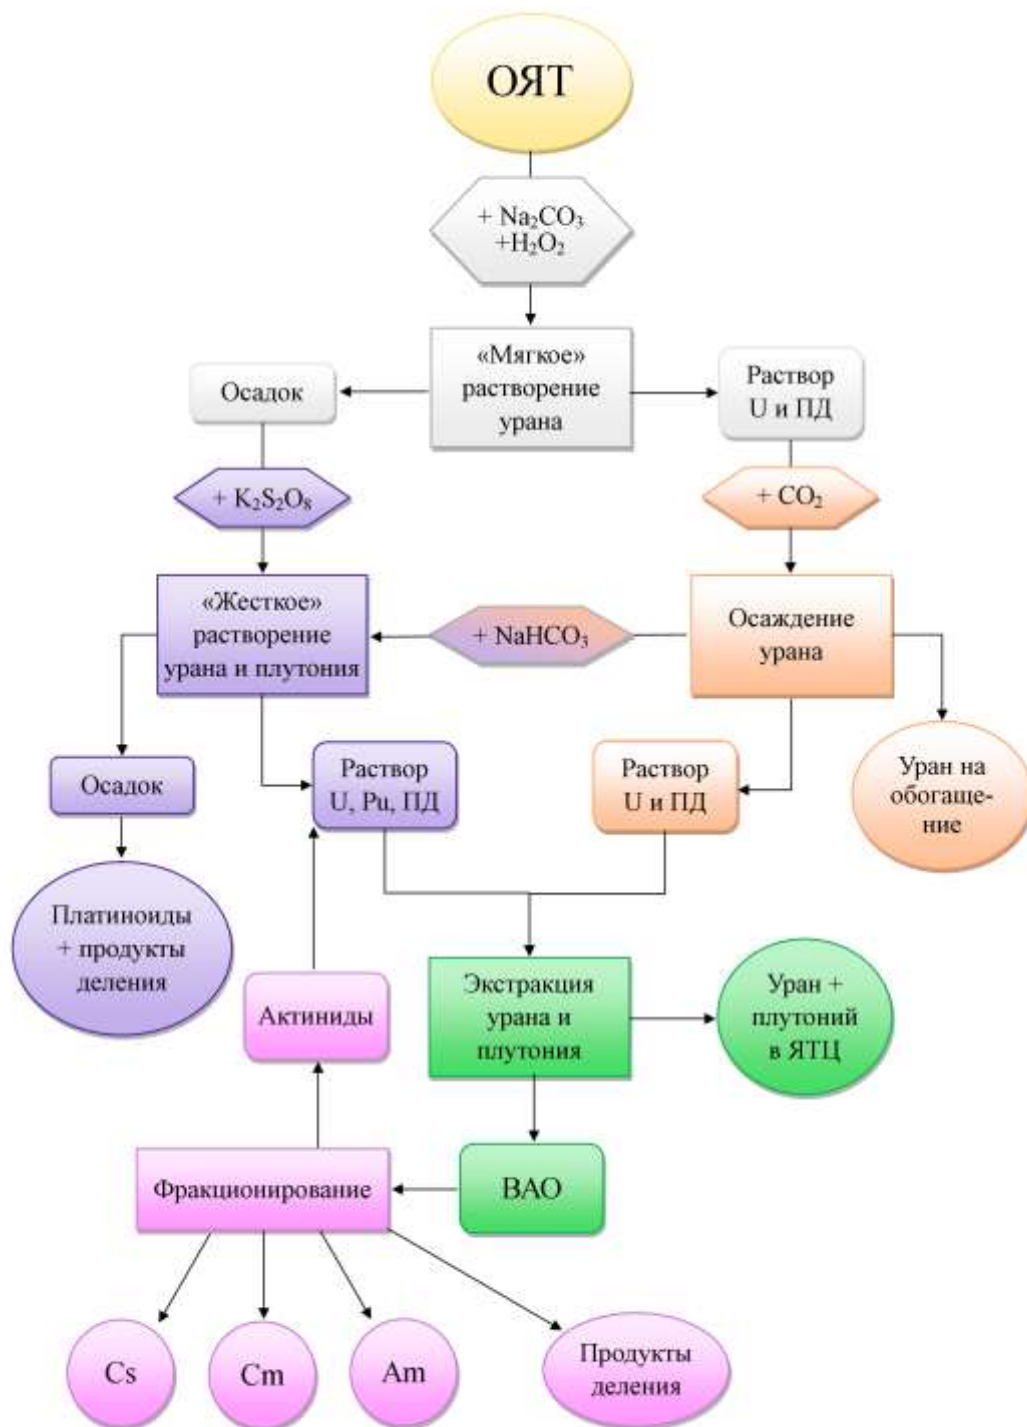 ОЯТ
+ Na₂CO₃
+H₂O₂
«Мягкое»
растворение
урана
Осадок
Раствор
U и ПД
+ K₂S₂O₈
+ CO₂
«Жесткое»
растворение
урана и плутония
+ NaHCO₃
Осаждение
урана
Осадок
Раствор
U, Pu, ПД
Раствор
U и ПД
Уран на
обогаще-
ние
Платиноиды
+ продукты
деления
Актиниды
Экстракция
урана и
плутония
Уран +
плутоний
в ЯТЦ
Фракционирование
ВАО
Cs
Cm
Am
Продукты
деления